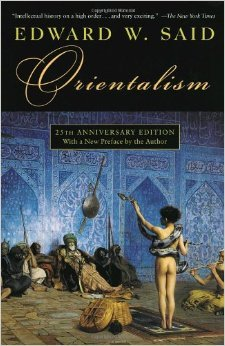 "Intellectual history on a high order . . . and very exciting." —The New York Times
EDWARD W. SAID
Orientalism
25TH ANNIVERSARY EDITION
With a New Preface by the Author